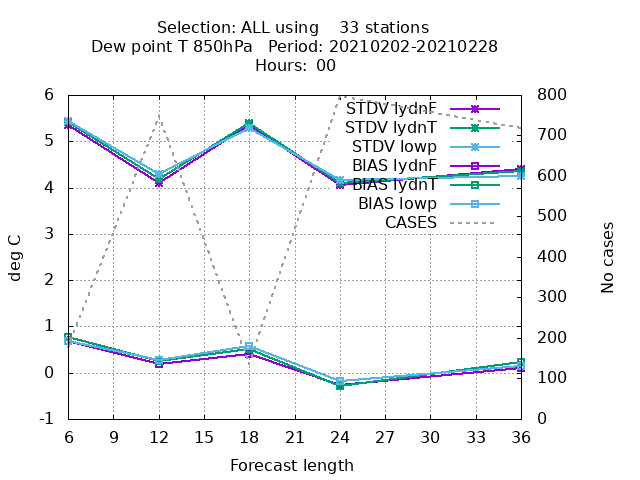 Selection: ALL using    33 stations
Dew point T 850hPa   Period: 20210202-20210228
Hours:  00
deg C
No cases
6
5
4
3
2
1
0
-1
800
700
600
500
400
300
200
100
0
STDV lydnF
STDV lydnT
STDV lowp
BIAS lydnF
BIAS lydnT
BIAS lowp
CASES
6 9 12 15 18 21 24 27 30 33 36
Forecast length